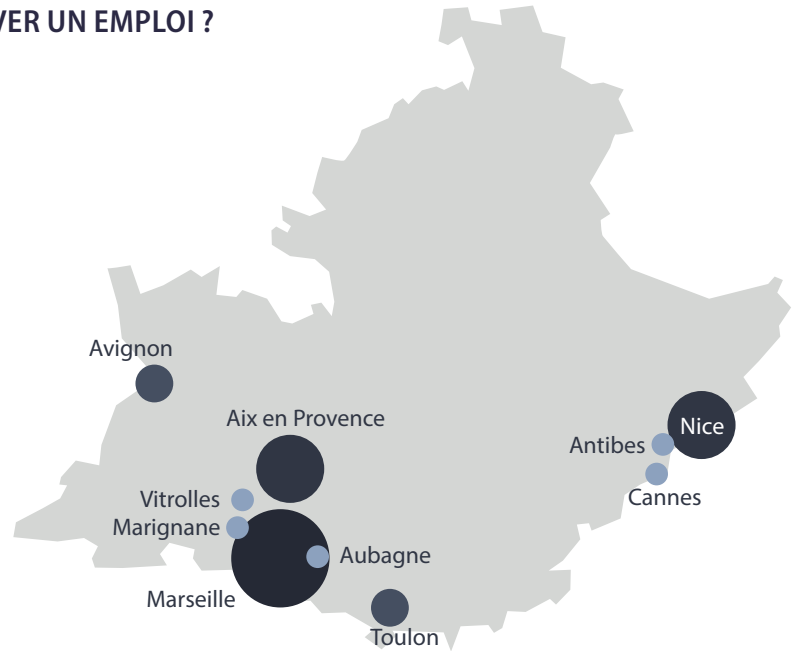 VER UN EMPLOI ?
Avignon
Aix en Provence
Nice
Antibes
Vitrolles
Cannes
Marignane
Aubagne
Marseille
Toulon